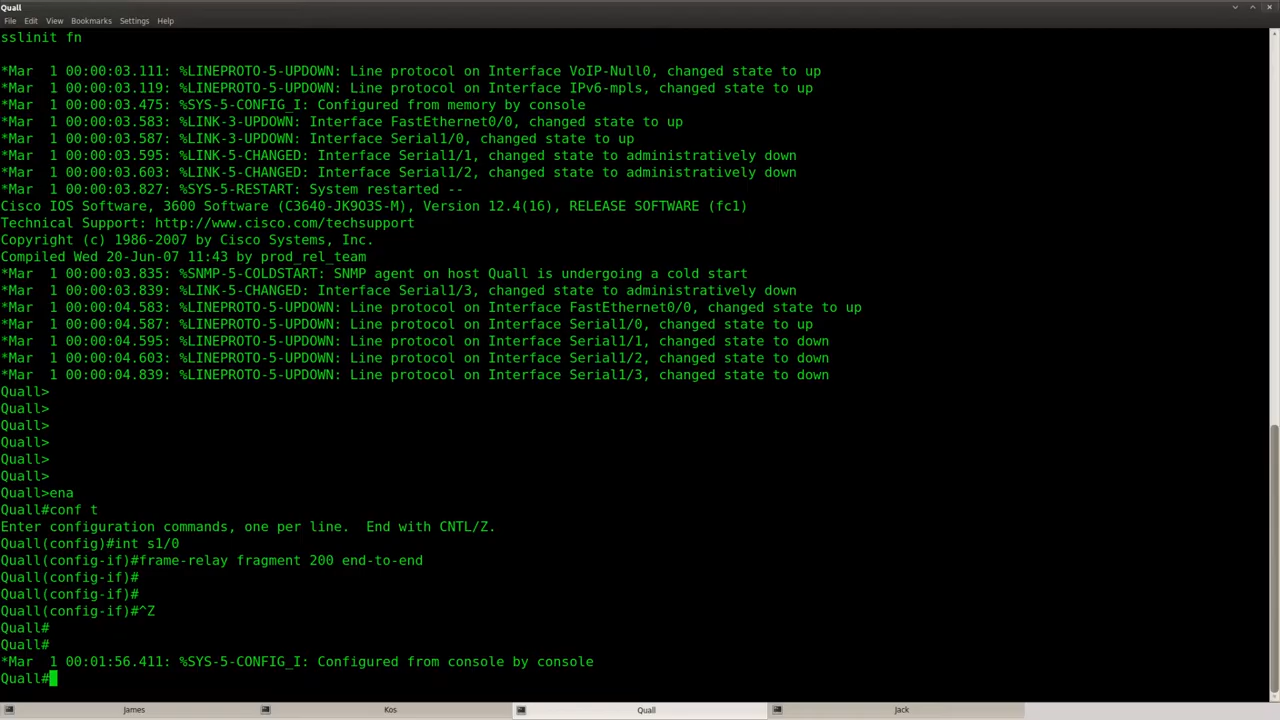 Quall
File Edit View Bookmarks Settings Help
sslinit fn
*Mar  1 00:00:03.111: %LINEPROTO-5-UPDOWN: Line protocol on Interface VoIP-Null0, changed state to up
*Mar  1 00:00:03.119: %LINEPROTO-5-UPDOWN: Line protocol on Interface IPv6-mpls, changed state to up
*Mar  1 00:00:03.475: %SYS-5-CONFIG_I: Configured from memory by console
*Mar  1 00:00:03.583: %LINK-3-UPDOWN: Interface FastEthernet0/0, changed state to up
*Mar  1 00:00:03.587: %LINK-3-UPDOWN: Interface Serial1/0, changed state to up
*Mar  1 00:00:03.595: %LINK-5-CHANGED: Interface Serial1/1, changed state to administratively down
*Mar  1 00:00:03.603: %LINK-5-CHANGED: Interface Serial1/2, changed state to administratively down
*Mar  1 00:00:03.827: %SYS-5-RESTART: System restarted --
Cisco IOS Software, 3600 Software (C3640-JK9O3S-M), Version 12.4(16), RELEASE SOFTWARE (fc1)
Technical Support: http://www.cisco.com/techsupport
Copyright (c) 1986-2007 by Cisco Systems, Inc.
Compiled Wed 20-Jun-07 11:43 by prod_rel_team
*Mar  1 00:00:03.835: %SNMP-5-COLDSTART: SNMP agent on host Quall is undergoing a cold start
*Mar  1 00:00:03.839: %LINK-5-CHANGED: Interface Serial1/3, changed state to administratively down
*Mar  1 00:00:04.583: %LINEPROTO-5-UPDOWN: Line protocol on Interface FastEthernet0/0, changed state to up
*Mar  1 00:00:04.587: %LINEPROTO-5-UPDOWN: Line protocol on Interface Serial1/0, changed state to up
*Mar  1 00:00:04.595: %LINEPROTO-5-UPDOWN: Line protocol on Interface Serial1/1, changed state to down
*Mar  1 00:00:04.603: %LINEPROTO-5-UPDOWN: Line protocol on Interface Serial1/2, changed state to down
*Mar  1 00:00:04.839: %LINEPROTO-5-UPDOWN: Line protocol on Interface Serial1/3, changed state to down
Quall>
Quall>
Quall>
Quall>
Quall>
Quall>
Quall>ena
Quall#conf t
Enter configuration commands, one per line.  End with CNTL/Z.
Quall(config)#int s1/0
Quall(config-if)#frame-relay fragment 200 end-to-end
Quall(config-if)#
Quall(config-if)#
Quall(config-if)#^Z
Quall#
Quall#
*Mar  1 00:01:56.411: %SYS-5-CONFIG_I: Configured from console by console
Quall#
James Kos Quall Jack